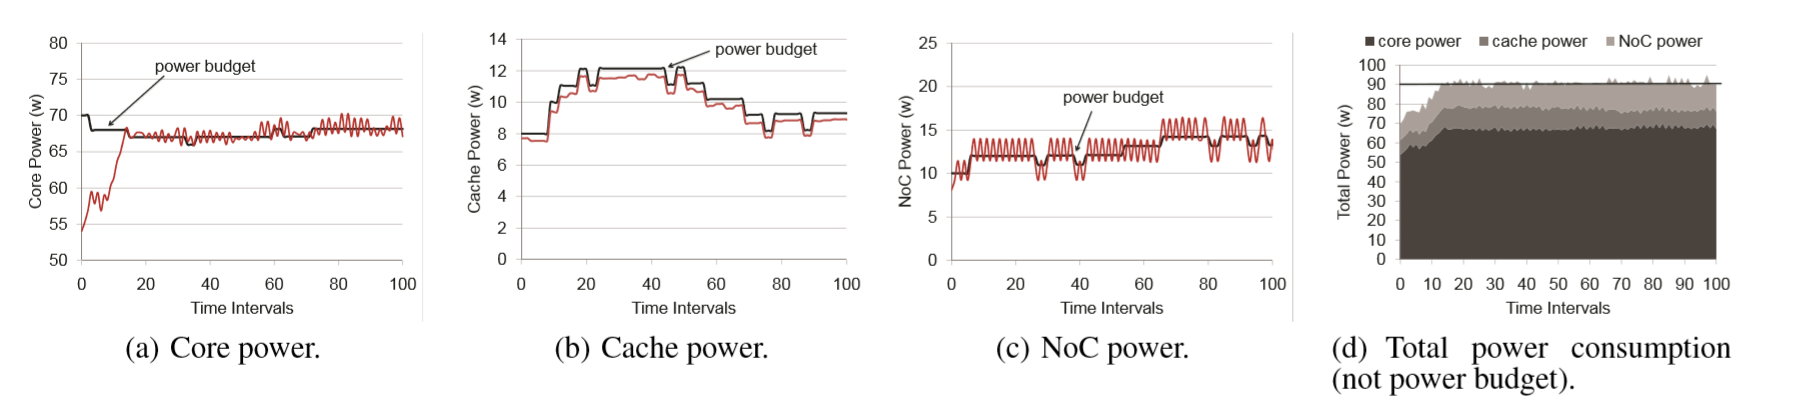 80
75
70
65
60
55
50
Core Power (w)
power budget
0 20 40 60 80 100
Time Intervals
(a) Core power.
14
12
10
8
6
4
2
0
Cache Power (w)
power budget
0 20 40 60 80 100
Time Intervals
(b) Cache power.
25
20
15
10
5
0
NoC Power (w)
power budget
0 20 40 60 80 100
Time Intervals
(c) NoC power.
core power cache power NoC power
100
90
80
70
60
50
40
30
20
10
0
Total Power (w)
0 10 20 30 40 50 60 70 80 90 100
Time Intervals
(d) Total power consumption
(not power budget).